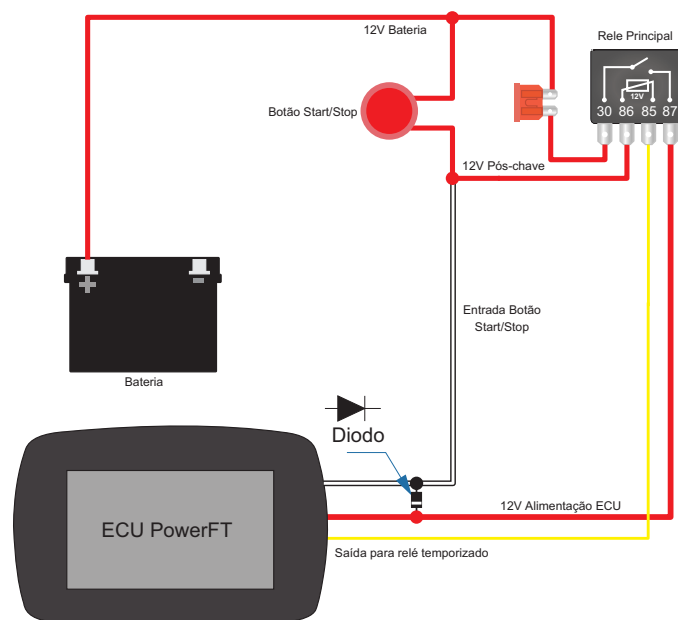 12V Bateria
Rele Principal
Botão Start/Stop
12V
30 86 85 87
12V Pós-chave
+ -
Entrada Botão
Start/Stop
Bateria
Diodo
ECU PowerFT
12V Alimentação ECU
Saída para relé temporizado